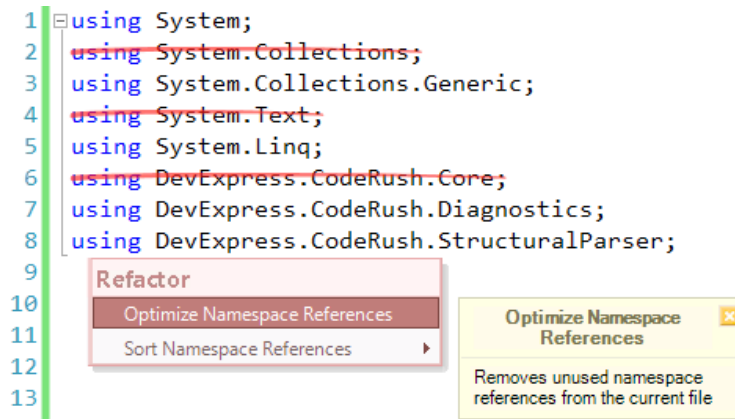 1 using System;
2 using System.Collections;
3 using System.Collections.Generic;
4 using System.Text;
5 using System.Linq;
6 using DevExpress.CodeRush.Core;
7 using DevExpress.CodeRush.Diagnostics;
8 using DevExpress.CodeRush.StructuralParser;
9
Refactor
10
Optimize Namespace References
11
Sort Namespace References
12
13
Optimize Namespace
References
Removes unused namespace
references from the current file